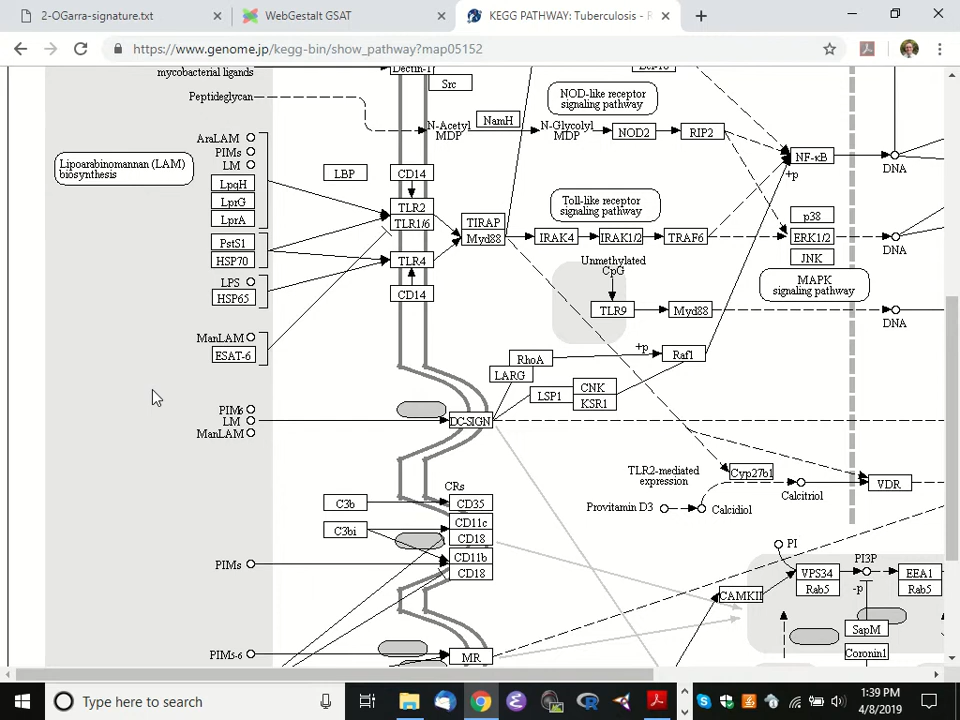 2-OGarra-signature.txt
WebGestalt GSAT
KEGG PATHWAY: Tuberculosis - R
https://www.genome.jp/kegg-bin/show_pathway?map05152
mycobacterial ligands
Dectin-1
Src
Peptideglycan
N-Acetyl
MDP
NamH
N-Glycolyl
MDP
NOD-like receptor
signaling pathway
NOD2
RIP2
NF-κB
+p
DNA
AraLAM
PIMs
LM
Lipoarabinomannan (LAM)
biosynthesis
LpqH
LprG
LprA
LBP
CD14
TLR2
TLR1/6
TIRAP
Myd88
Toll-like receptor
signaling pathway
IRAK4
IRAK1/2
TRAF6
p38
ERK1/2
JNK
DNA
PstS1
HSP70
TLR4
LPS
HSP65
CD14
Unmethylated
CpG
TLR9
Myd88
MAPK
signaling pathway
DNA
ManLAM
ESAT-6
RhoA
LARG
+p
Raf1
LSP1
CNK
KSR1
PIMs
LM
ManLAM
DC-SIGN
TLR2-mediated
expression
Cyp27b1
Calcitriol
VDR
Provitamin D3
Calcidiol
CRs
C3b
CD35
C3bi
CD11c
CD18
CD11b
CD18
PIMs
PI
VPS34
Rab5
PI3P
EEA1
Rab5
-p
CAMKII
SapM
Coronin1
PIM5-6
MR
Type here to search
1:39 PM
4/8/2019